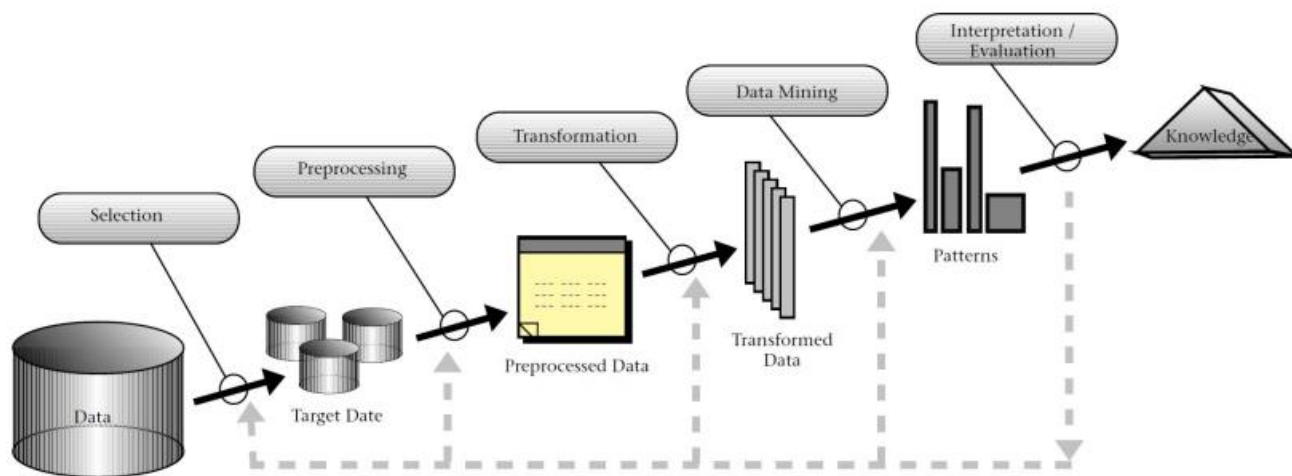 Interpretation /
Evaluation
Data Mining
Transformation
Knowledge
Preprocessing
Selection
Patterns
Transformed
Data
Preprocessed Data
Target Date
Data